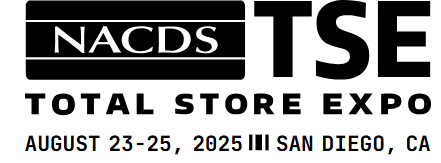 NACDS TSE
TOTAL STORE EXPO
AUGUST 23-25, 2025 SAN DIEGO, CA